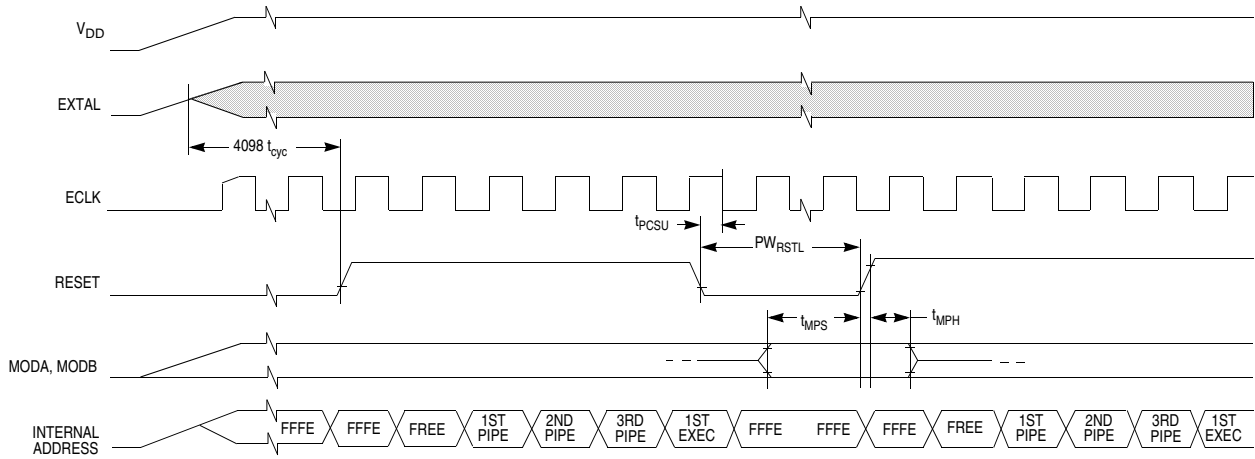 VDD
EXTAL
4098 tcyc
ECLK
tPCSU
PWRSTL
RESET
tMPS
tMPH
MODA, MODB
INTERNAL
ADDRESS
FFFE
FFFE
FREE
1ST
PIPE
2ND
PIPE
3RD
PIPE
1ST
EXEC
FFFE
FFFE
FFFE
FREE
1ST
PIPE
2ND
PIPE
3RD
PIPE
1ST
EXEC